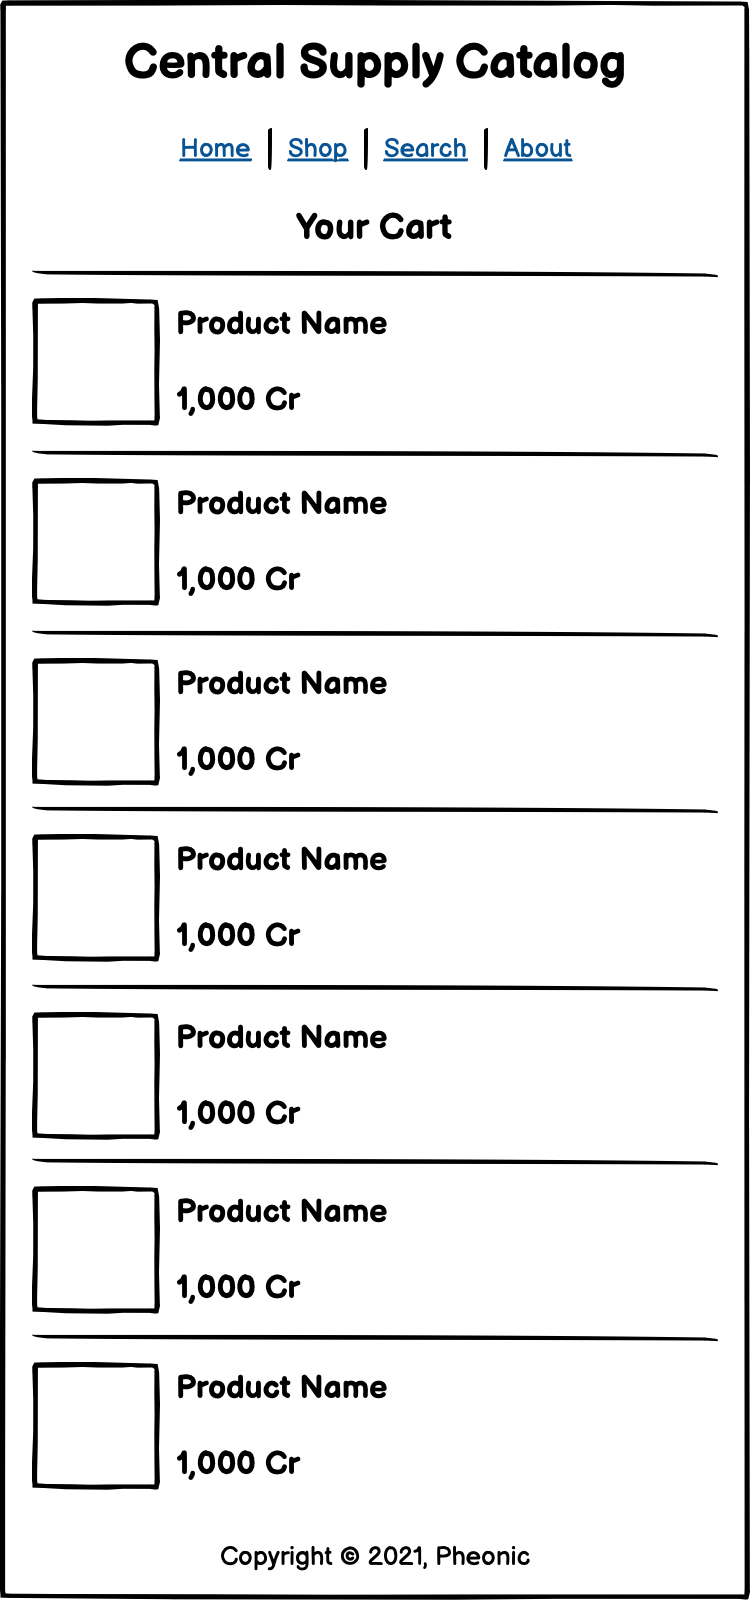 Central Supply Catalog
Home | Shop | Search | About
Your Cart
Product Name
1,000 Cr
Product Name
1,000 Cr
Product Name
1,000 Cr
Product Name
1,000 Cr
Product Name
1,000 Cr
Product Name
1,000 Cr
Product Name
1,000 Cr
Copyright © 2021, Pheonic